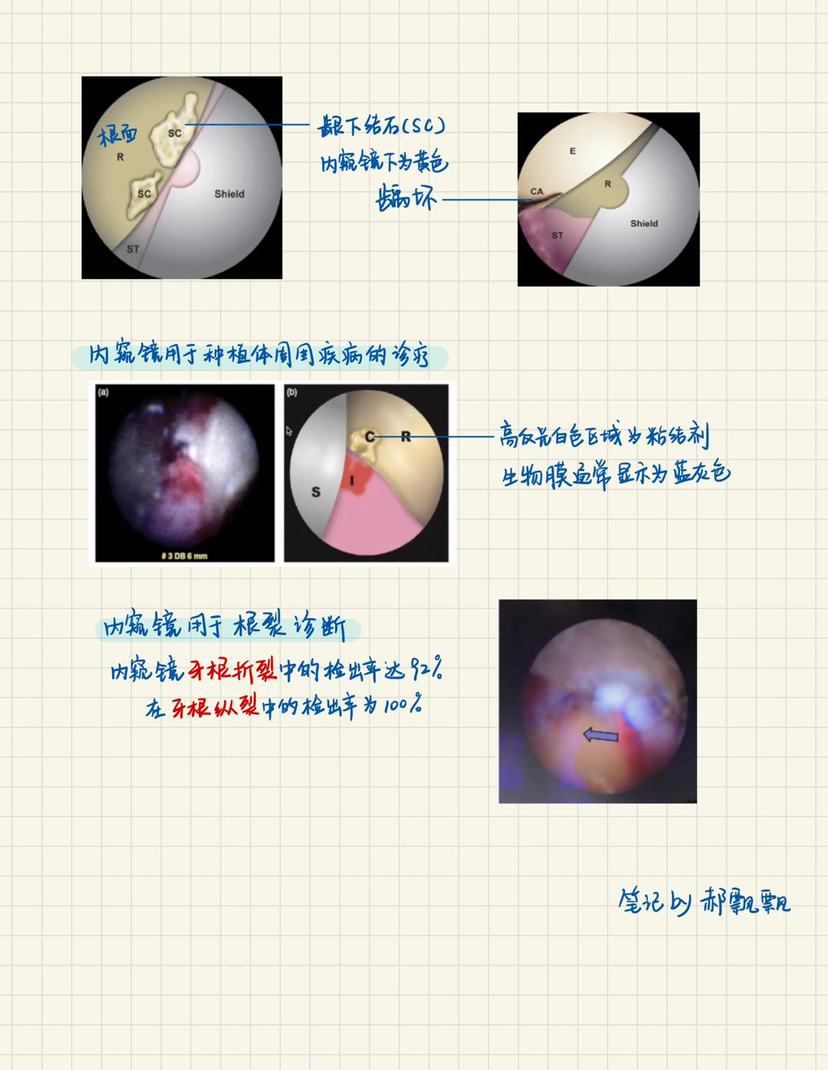 根面
R
SC
SC
ST
Shield
龈下结石(SC)
内窥镜下为黄色
龋坏
E
CA
R
ST
Shield
内窥镜用于种植体周围疾病的诊疗
(a)
# 3 DB 6 mm
(b)
C
R
S
I
高反光白色区域为粘结剂
生物膜通常显示为蓝灰色
内窥镜用于根裂诊断
内窥镜牙根折裂中的检出率达92%
在牙根纵裂中的检出率为100%
笔记by郝飘飘